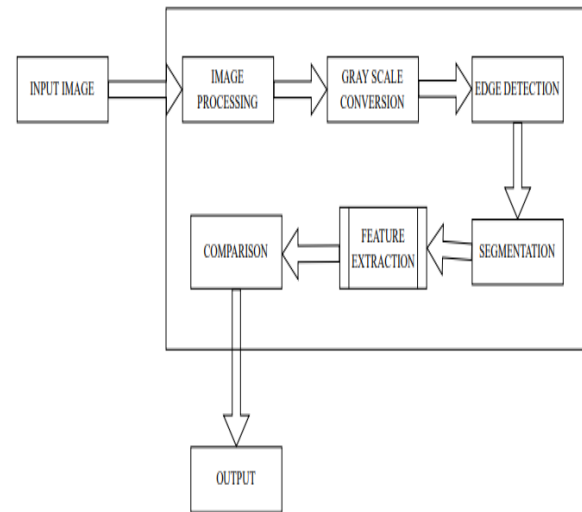 INPUT IMAGE
IMAGE
PROCESSING
GRAY SCALE
CONVERSION
EDGE DETECTION
COMPARISON
FEATURE
EXTRACTION
SEGMENTATION
OUTPUT